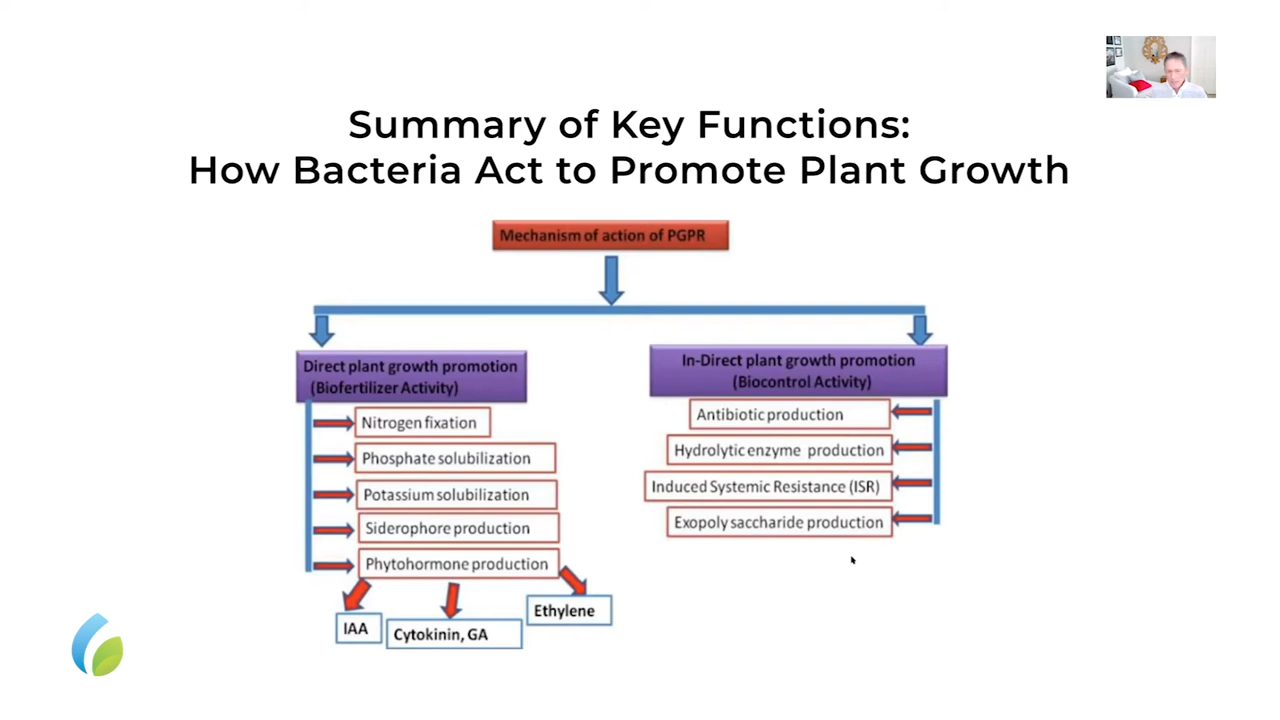 Summary of Key Functions:
How Bacteria Act to Promote Plant Growth
Mechanism of action of PGPR
Direct plant growth promotion
(Biofertilizer Activity)
Nitrogen fixation
Phosphate solubilization
Potassium solubilization
Siderophore production
Phytohormone production
IAA
Cytokinin, GA
Ethylene
In-Direct plant growth promotion
(Biocontrol Activity)
Antibiotic production
Hydrolytic enzyme production
Induced Systemic Resistance (ISR)
Exopoly saccharide production